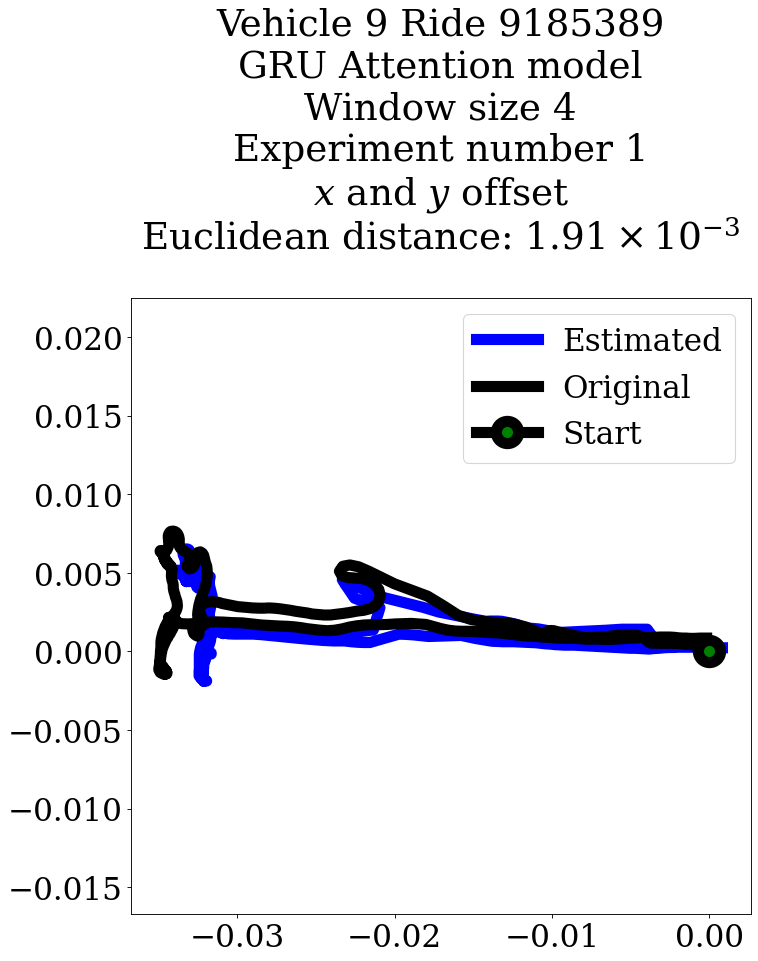 Vehicle 9 Ride 9185389
GRU Attention model
Window size 4
Experiment number 1
x and y offset
Euclidean distance: 1.91 × 10⁻³
Estimated
Original
Start
0.020
0.015
0.010
0.005
0.000
−0.005
−0.010
−0.015
−0.03 −0.02 −0.01 0.00